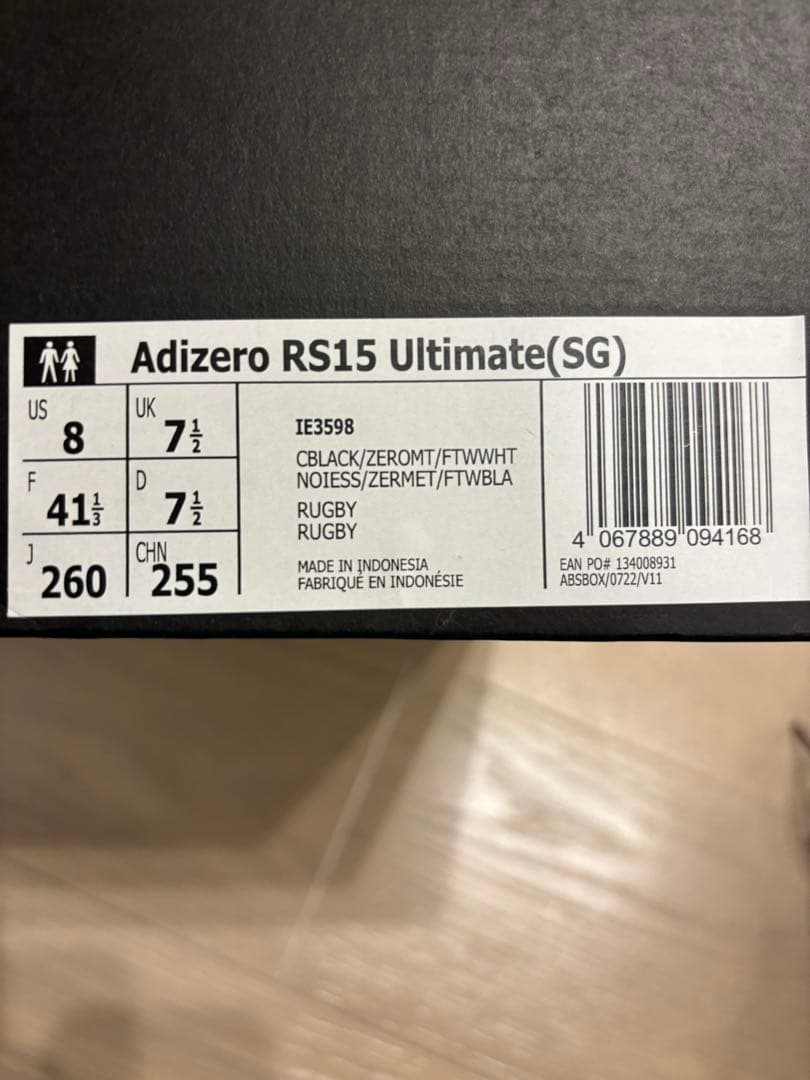 Adizero RS15 Ultimate(SG)
US 8
UK 7½
F 41⅓
D 7½
J 260
CHN 255
IE3598
CBLACK/ZEROMT/FTWWHT
NOIESS/ZERMET/FTWBLA
RUGBY
RUGBY
MADE IN INDONESIA
FABRIQUÉ EN INDONÉSIE
4 067889 094168
EAN PO# 134008931
ABSBOX/0722/V11